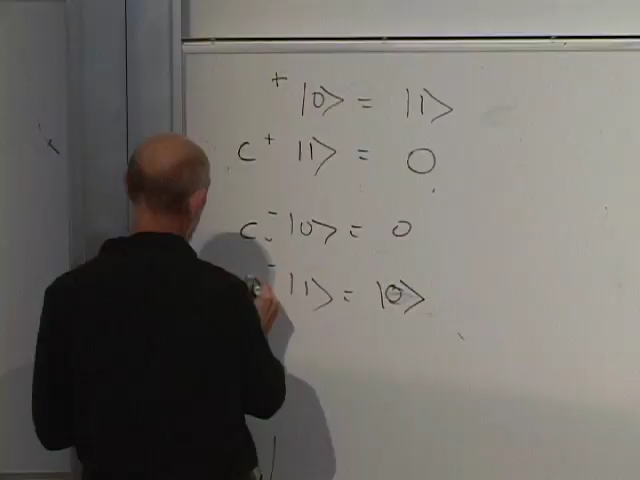 + |0> = |1>
c+ |1> = 0
c- |0> = 0
- |1> = |0>